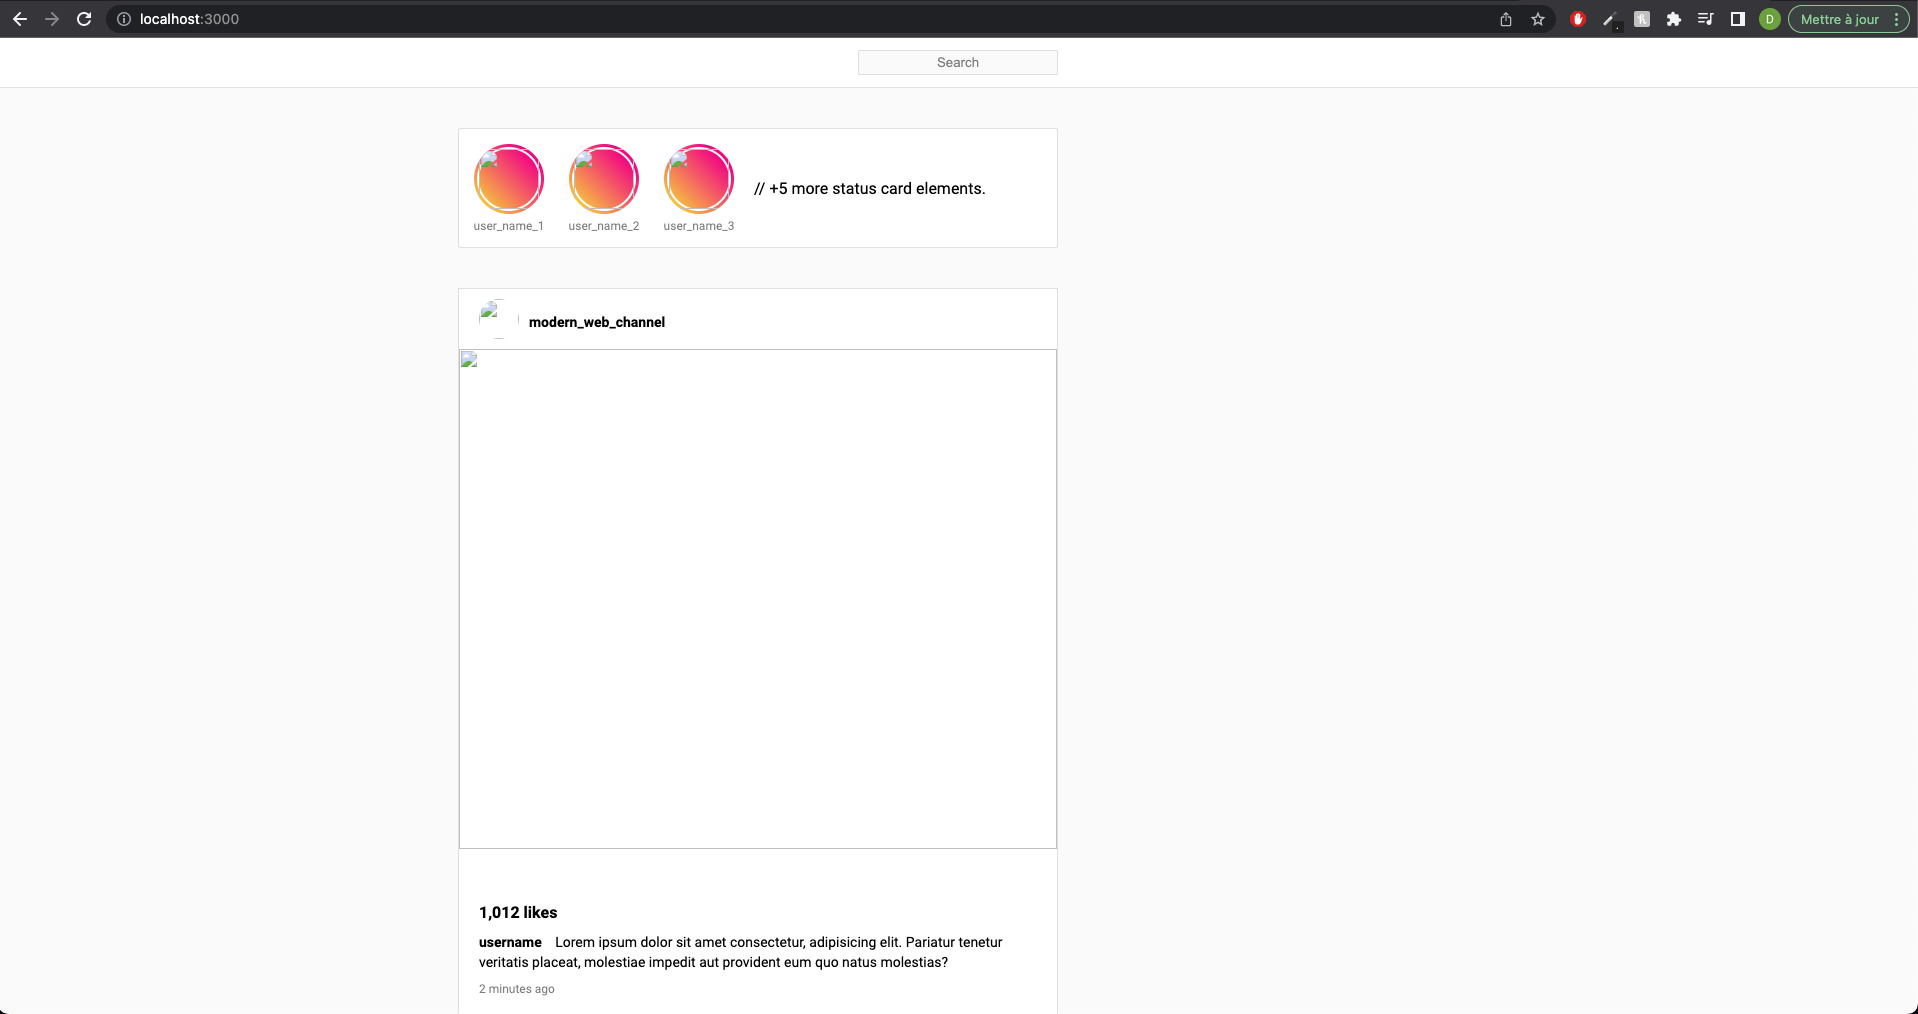 localhost:3000
D
Mettre à jour
Search
// +5 more status card elements.
user_name_1 user_name_2 user_name_3
modern_web_channel
1,012 likes
username Lorem ipsum dolor sit amet consectetur, adipisicing elit. Pariatur tenetur
veritatis placeat, molestiae impedit aut provident eum quo natus molestias?
2 minutes ago